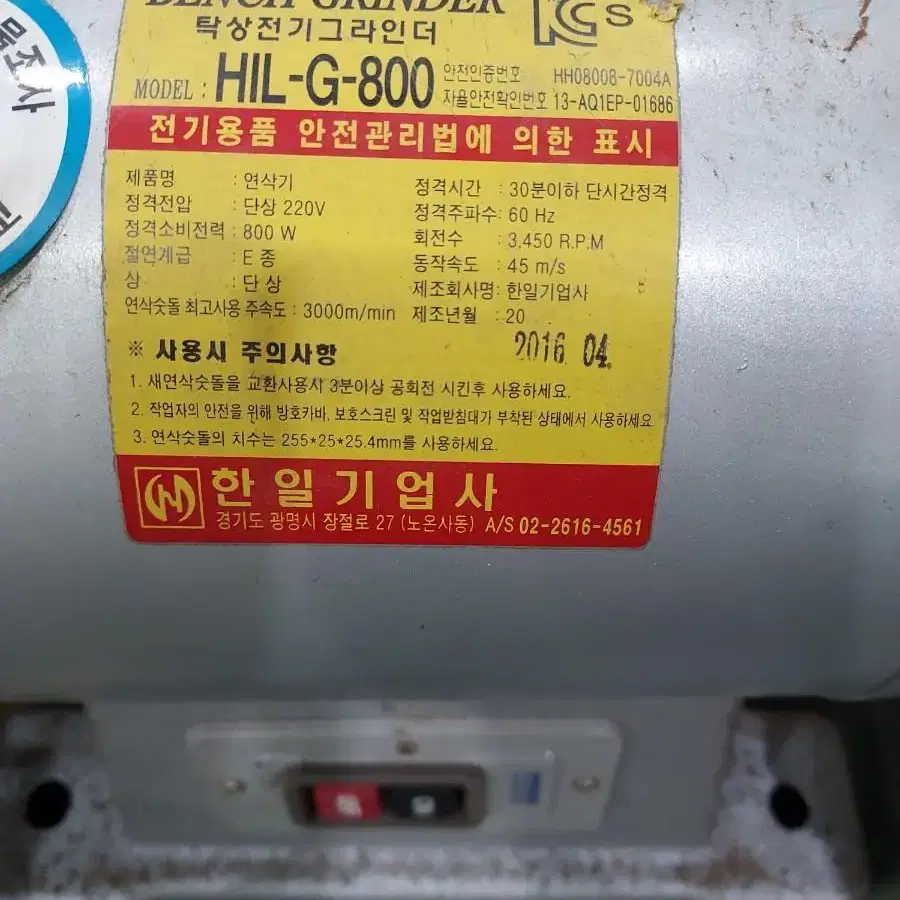 BENCH GRINDER
탁상전기그라인더
S
MODEL : HIL-G-800
안전인증번호 HH08008-7004A
자율안전확인번호 13-AQ1EP-01686
전기용품 안전관리법에 의한 표시
제품명 : 연삭기
정격전압 : 단상 220V
정격소비전력 : 800 W
절연계급 : E 종
상 : 단 상
연삭숫돌 최고사용 주속도 : 3000m/min
정격시간 : 30분이하 단시간정격
정격주파수: 60 Hz
회전수 : 3,450 R.P.M
동작속도 : 45 m/s
제조회사명: 한일기업사
제조년월 : 20
2016 04.
※ 사용시 주의사항
1. 새연삭숫돌을 교환사용시 3분이상 공회전 시킨후 사용하세요.
2. 작업자의 안전을 위해 방호카바, 보호스크린 및 작업받침대가 부착된 상태에서 사용하세요.
3. 연삭숫돌의 치수는 255*25*25.4mm를 사용하세요.
한일기업사
경기도 광명시 장절로 27 (노온사동) A/S 02-2616-4561
물조사